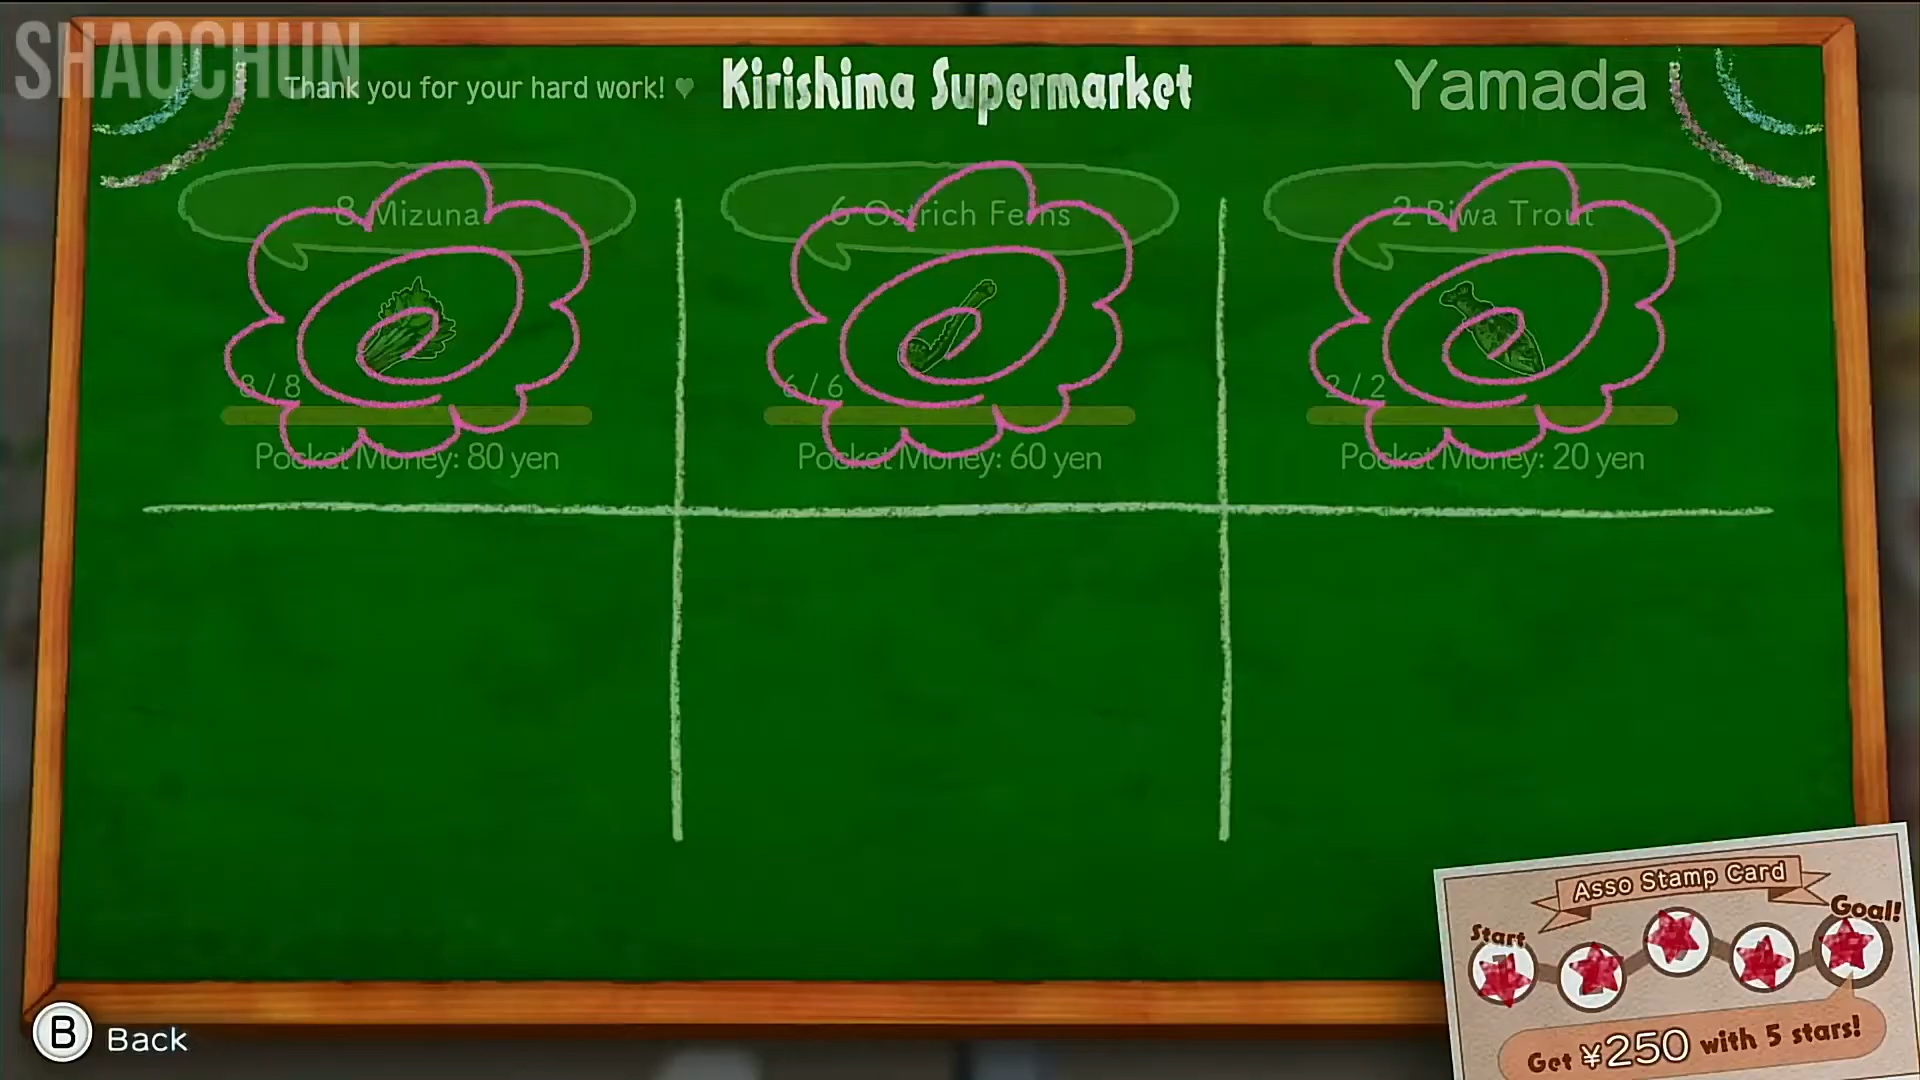 SHAOCHUN
Thank you for your hard work! ♥
Kirishima Supermarket
Yamada
8 Mizuna
6 Ostrich Ferns
2 Biwa Trout
8 / 8
6 / 6
2 / 2
Pocket Money: 80 yen
Pocket Money: 60 yen
Pocket Money: 20 yen
Asso Stamp Card
Start
Goal!
Get ¥250 with 5 stars!
B Back